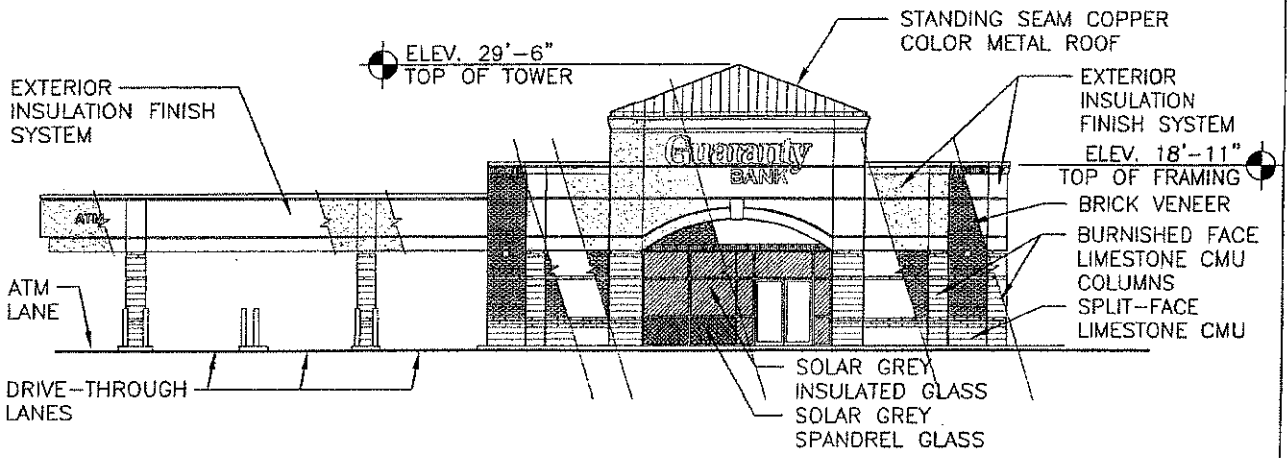 STANDING SEAM COPPER
COLOR METAL ROOF
ELEV. 29'-6"
TOP OF TOWER
EXTERIOR
INSULATION FINISH
SYSTEM
EXTERIOR
INSULATION
FINISH SYSTEM
Guaranty
BANK
ELEV. 18'-11"
TOP OF FRAMING
BRICK VENEER
ATM
BURNISHED FACE
LIMESTONE CMU
COLUMNS
SPLIT-FACE
LIMESTONE CMU
ATM
LANE
DRIVE-THROUGH
LANES
SOLAR GREY
INSULATED GLASS
SOLAR GREY
SPANDREL GLASS